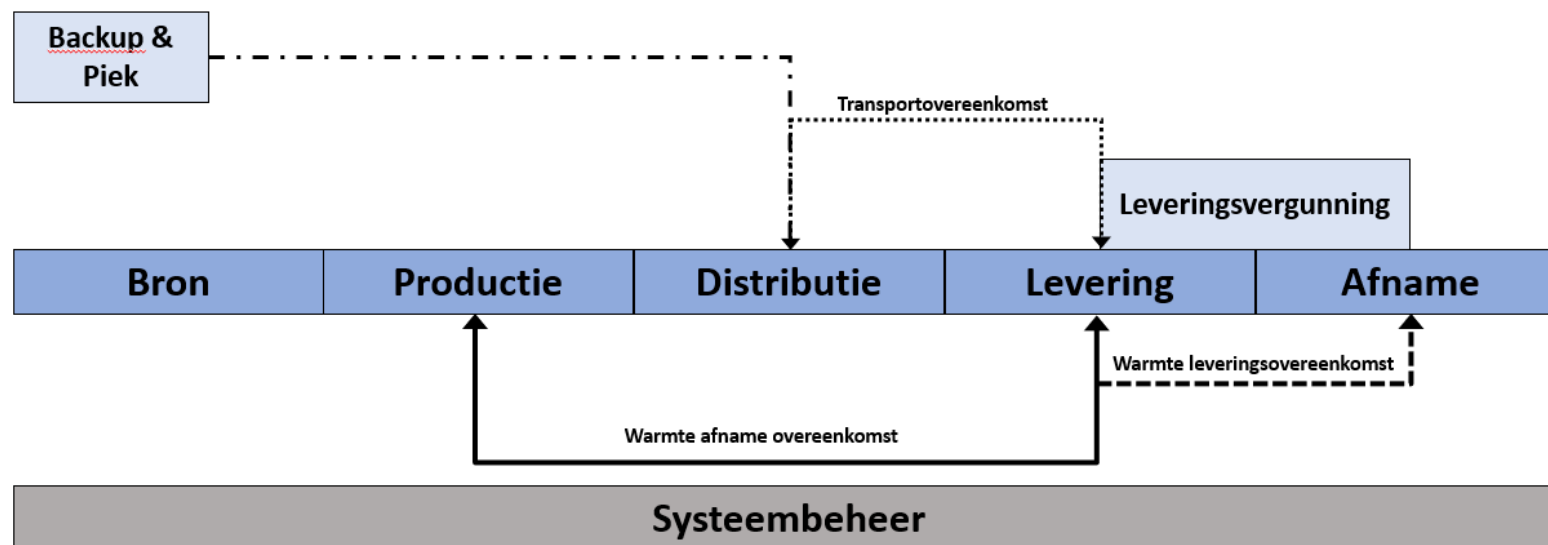 Backup &
Piek
Transportovereenkomst
Leveringsvergunning
Bron
Productie
Distributie
Levering
Afname
Warmte leveringsovereenkomst
Warmte afname overeenkomst
Systeembeheer